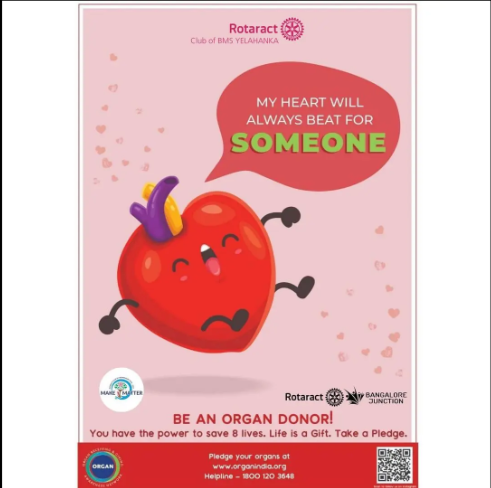 Rotaract
Club of BMS YELAHANKA
MY HEART WILL
ALWAYS BEAT FOR
SOMEONE
MAKE MATTER
Rotaract
BANGALORE
JUNCTION
BE AN ORGAN DONOR!
You have the power to save 8 lives. Life is a Gift. Take a Pledge.
ORGAN
Pledge your organs at
www.organindia.org
Helpline – 1800 120 3648